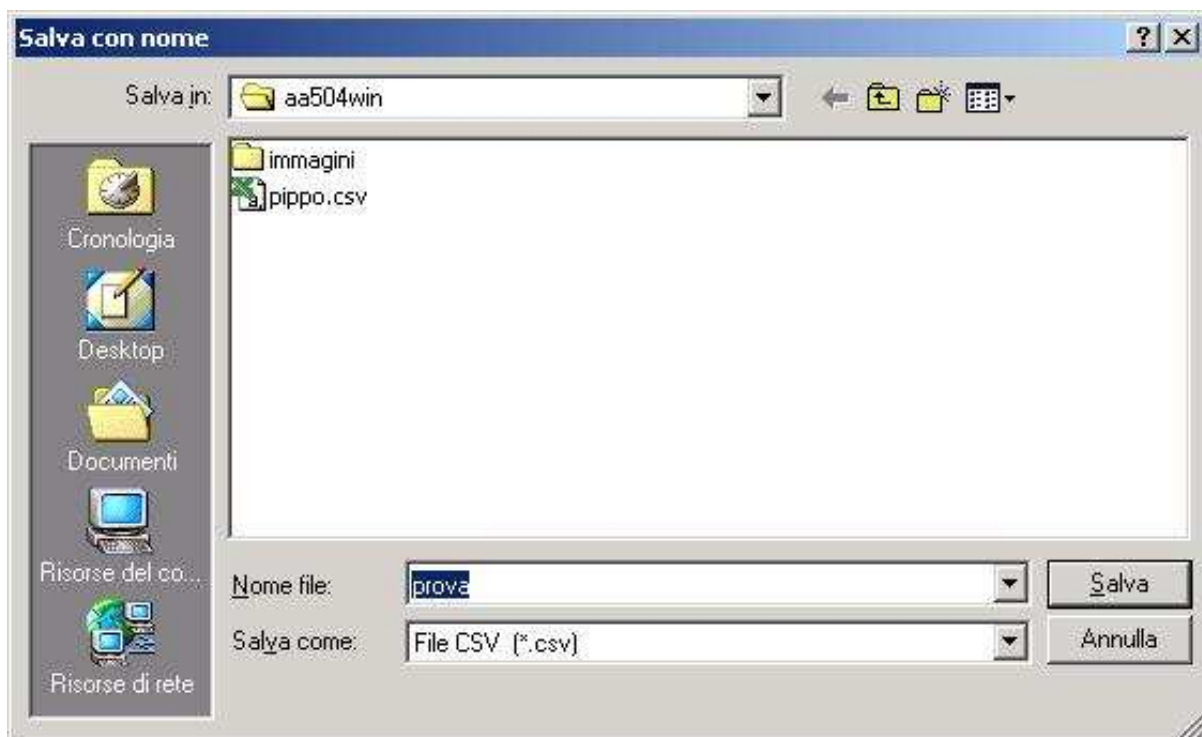 Salva con nome
Salva in: aa504win
immagini
pippo.csv
Cronologia
Desktop
Documenti
Risorse del co...
Risorse di rete
Nome file: prova
Salva
Salva come: File CSV (*.csv)
Annulla